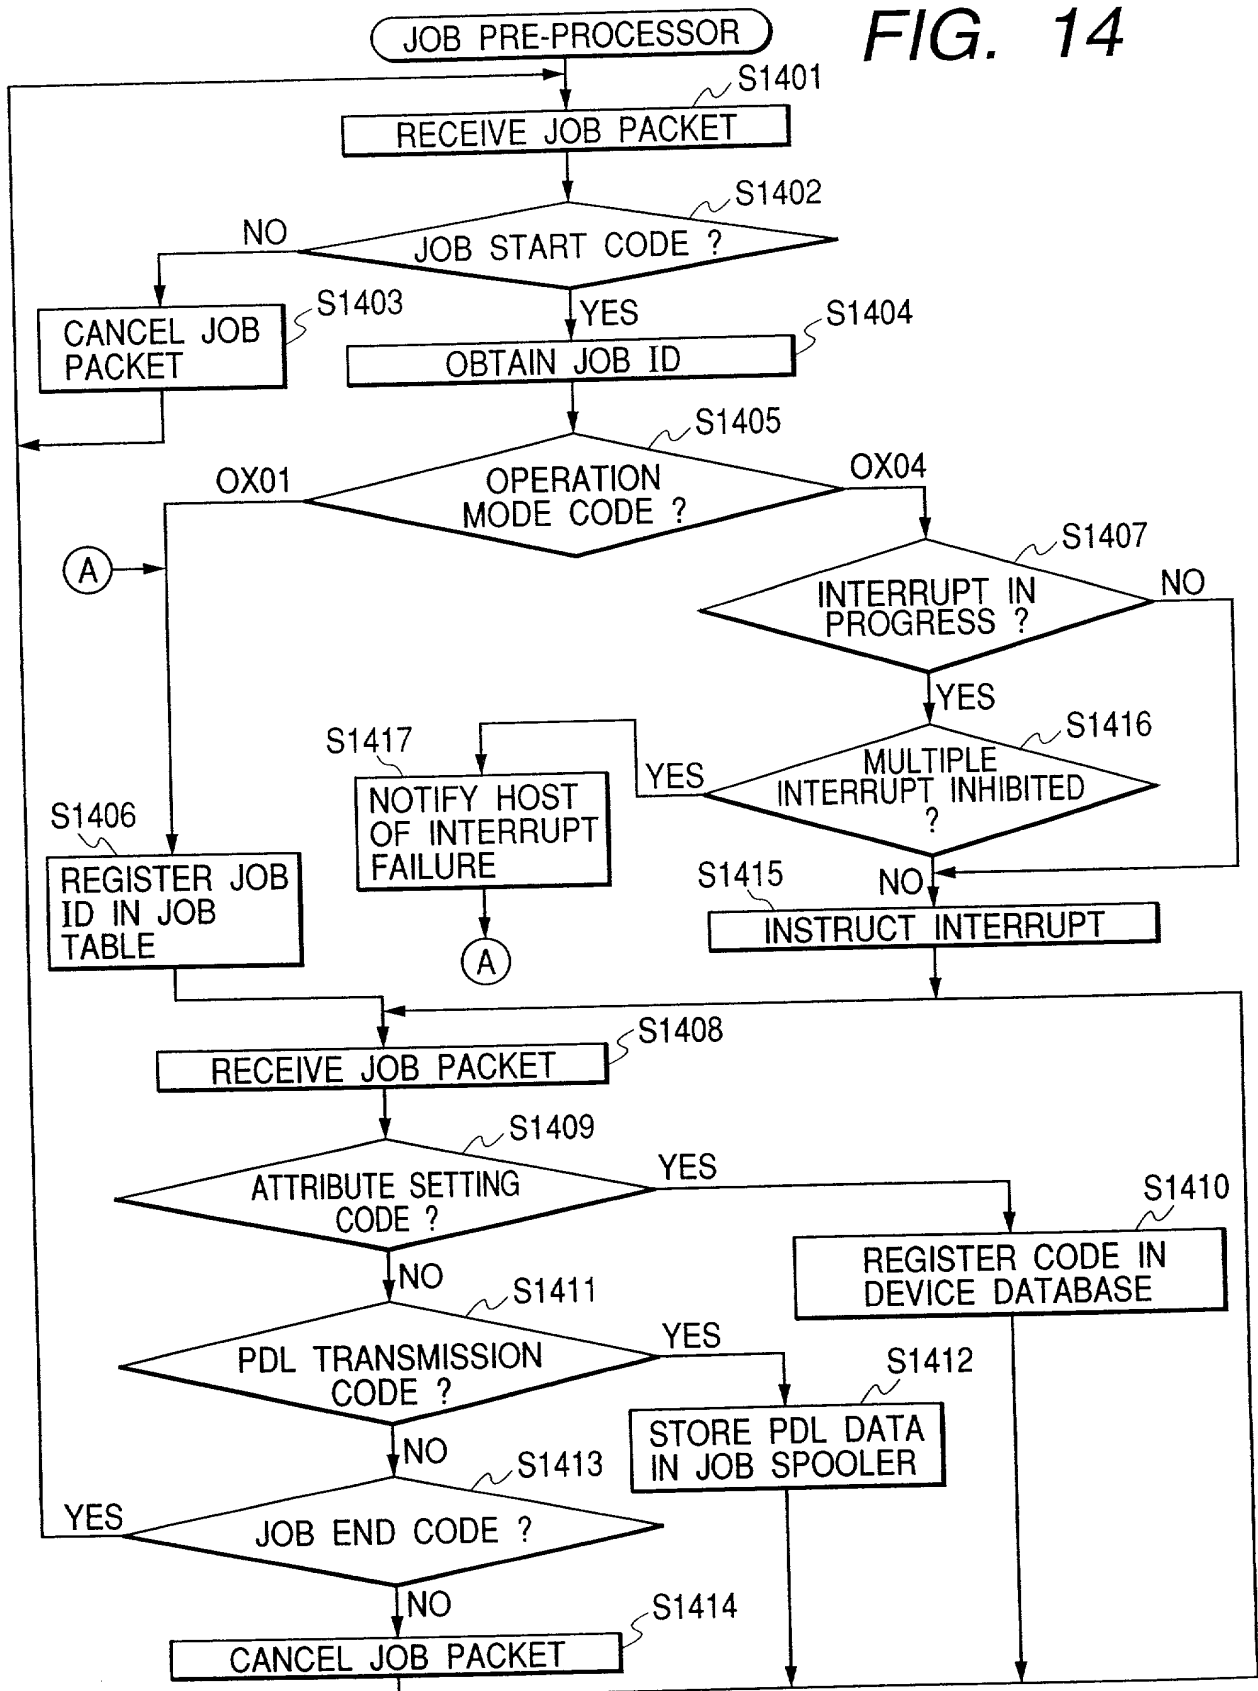 JOB PRE-PROCESSOR
FIG. 14
S1401
RECEIVE JOB PACKET
S1402
NO
JOB START CODE ?
S1403
YES
S1404
CANCEL JOB
PACKET
OBTAIN JOB ID
S1405
OX01
OX04
OPERATION
MODE CODE ?
A
S1407
NO
INTERRUPT IN
PROGRESS ?
YES
S1416
S1417
YES
MULTIPLE
INTERRUPT INHIBITED
?
NOTIFY HOST
OF INTERRUPT
FAILURE
S1406
REGISTER JOB
ID IN JOB
TABLE
S1415
NO
INSTRUCT INTERRUPT
A
S1408
RECEIVE JOB PACKET
S1409
YES
ATTRIBUTE SETTING
CODE ?
S1410
REGISTER CODE IN
DEVICE DATABASE
NO
S1411
YES
PDL TRANSMISSION
CODE ?
S1412
STORE PDL DATA
IN JOB SPOOLER
NO
S1413
YES
JOB END CODE ?
NO
S1414
CANCEL JOB PACKET